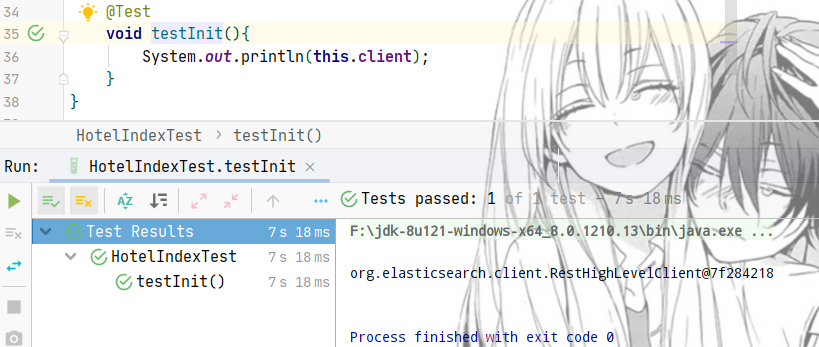 34 @Test
35 void testInit(){
36 System.out.println(this.client);
37 }
38 }
HotelIndexTest > testInit()
Run: HotelIndexTest.testInit ×
Tests passed: 1 of 1 test – 7 s 18 ms
Test Results 7 s 18 ms
HotelIndexTest 7 s 18 ms
testInit() 7 s 18 ms
F:\jdk-8u121-windows-x64_8.0.1210.13\bin\java.exe ...
org.elasticsearch.client.RestHighLevelClient@7f284218
Process finished with exit code 0